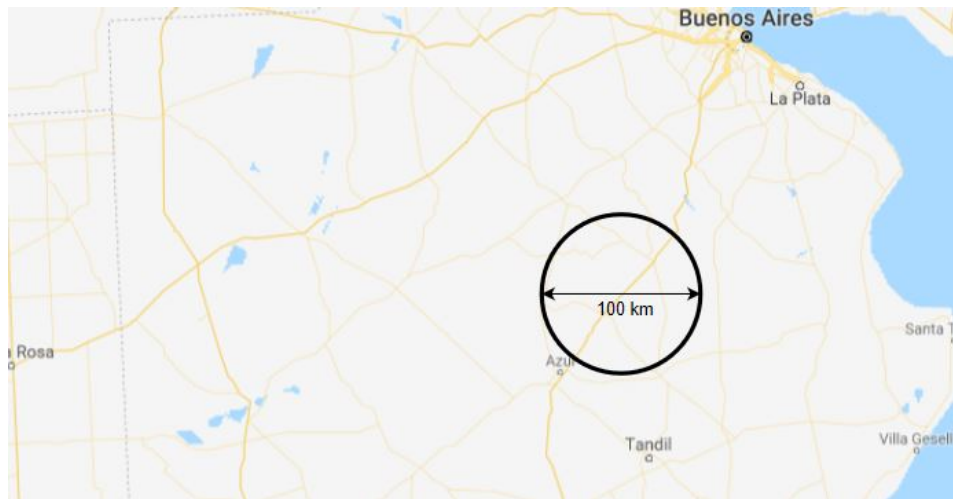 Buenos Aires
La Plata
100 km
Santa T
a Rosa
Azul
Villa Gesell
Tandil